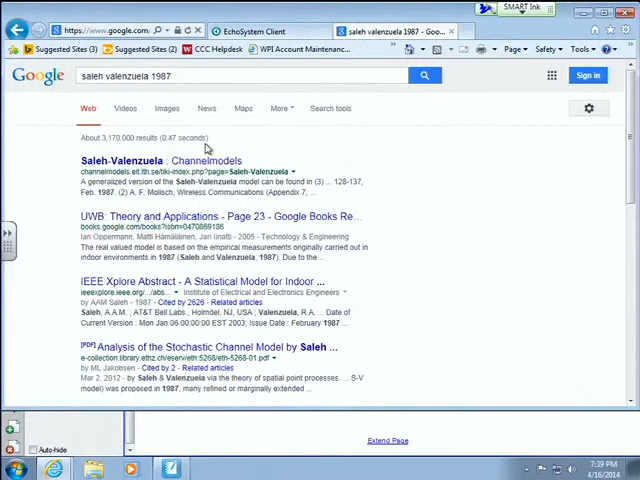 SMART Ink
https://www.google.com/
EchoSystem Client
saleh valenzuela 1987 - Goo...
Suggested Sites (3)
Suggested Sites (2)
WCC Helpdesk
WPI Account Maintenanc...
Page
Safety
Tools
Google
saleh valenzuela 1987
Sign in
Web
Videos
Images
News
Maps
More
Search tools
About 3,170,000 results (0.47 seconds)
Saleh-Valenzuela : Channelmodels
channelmodels.eit.lth.se/tiki-index.php?page=Saleh-Valenzuela
A generalized version of the Saleh-Valenzuela model can be found in (3) ... 128-137,
Feb. 1987. (2) A. F. Molisch, Wireless Communications (Appendix 7, ...
UWB: Theory and Applications - Page 23 - Google Books Re...
books.google.com/books?isbn=0470869186
Ian Oppermann, Matti Hämäläinen, Jari Iinatti - 2005 - Technology & Engineering
The real valued model is based on the empirical measurements originally carried out in
indoor environments in 1987 (Saleh and Valenzuela, 1987). Due to the ...
IEEE Xplore Abstract - A Statistical Model for Indoor ...
ieeexplore.ieee.org/.../abs...
Institute of Electrical and Electronics Engineers
by AAM Saleh - 1987 - Cited by 2626 - Related articles
Saleh, A.A.M. ; AT&T Bell Labs., Holmdel, NJ, USA ; Valenzuela, R.A. ... Date of
Current Version : Mon Jan 06 00:00:00 EST 2003; Issue Date : February 1987 ...
[PDF] Analysis of the Stochastic Channel Model by Saleh ...
e-collection.library.ethz.ch/eserv/eth:5268/eth-5268-01.pdf
by ML Jakobsen - Cited by 2 - Related articles
Mar 2, 2012 - by Saleh & Valenzuela via the theory of spatial point processes. ... S-V
model was proposed in 1987, many refined or marginally extended ...
Auto-hide
Extend Page
7:39 PM
4/16/2014